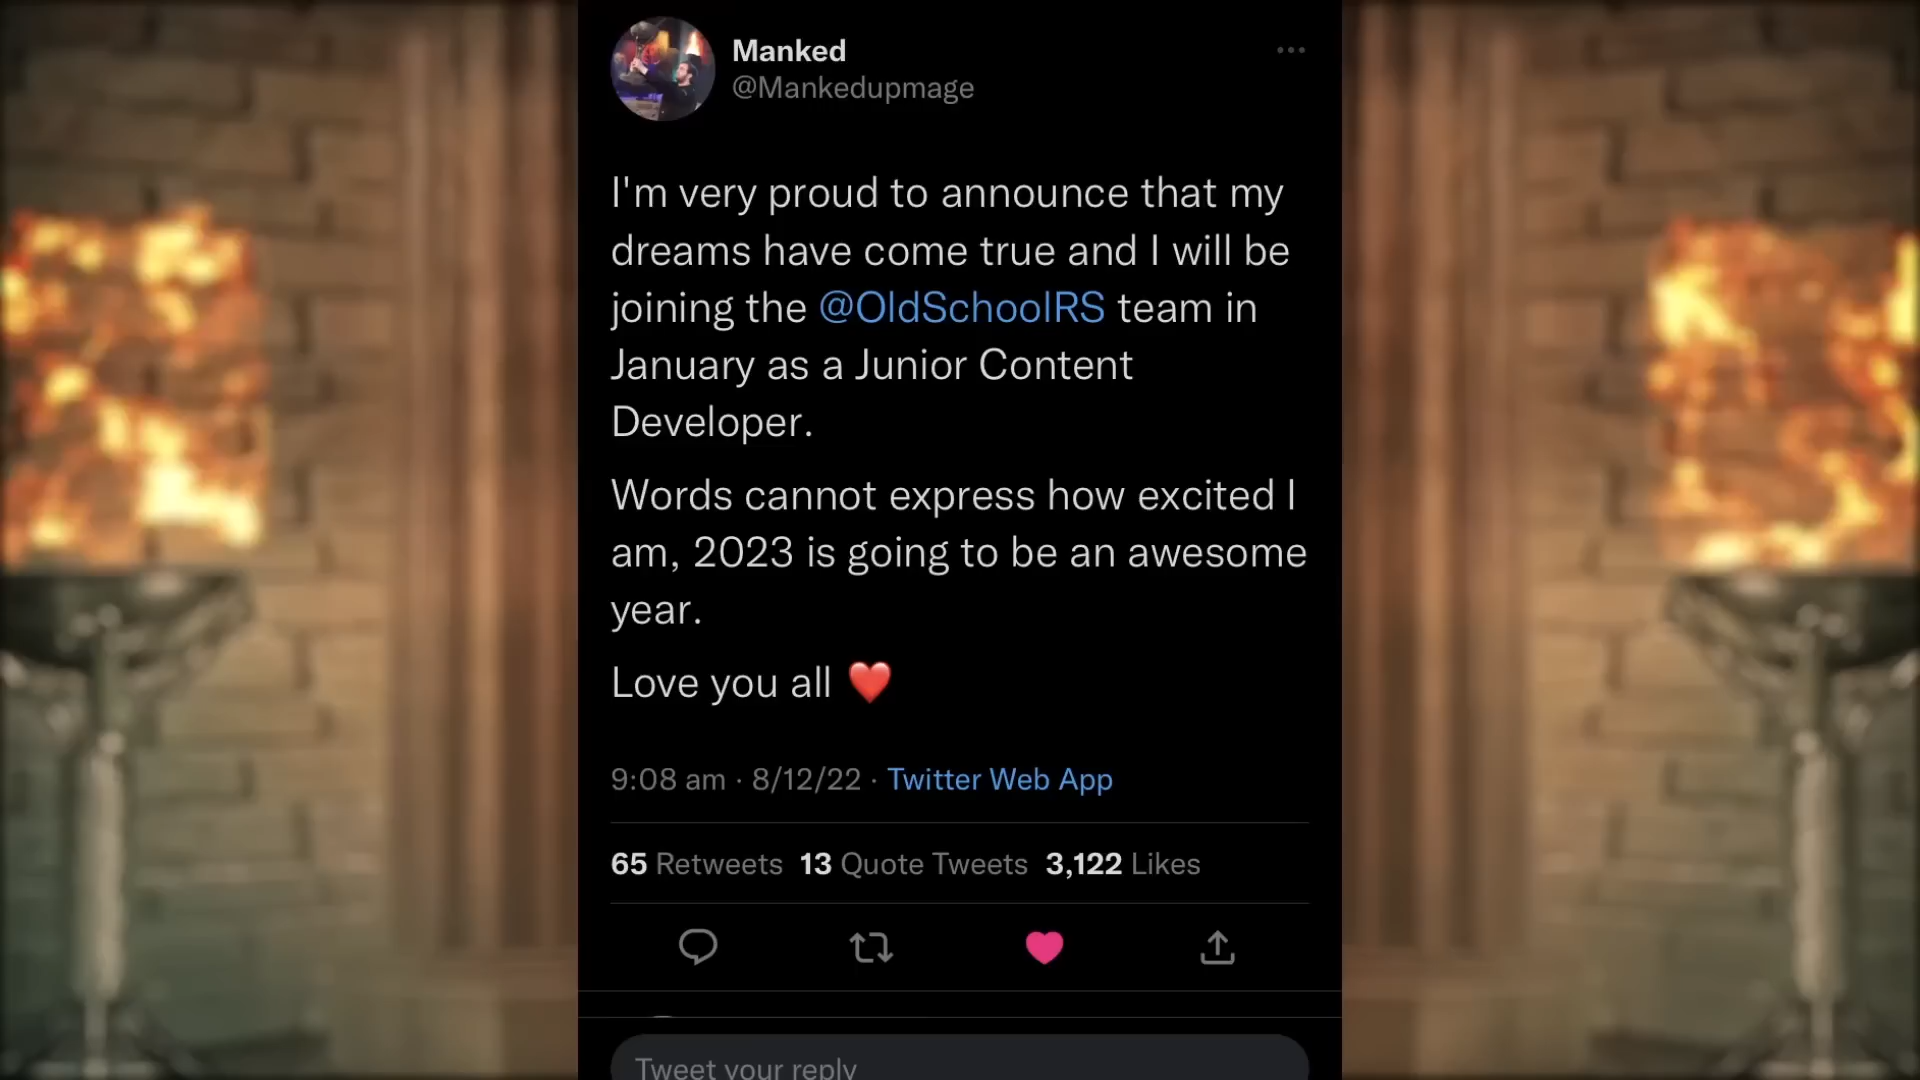 Manked
@Mankedupmage
I'm very proud to announce that my
dreams have come true and I will be
joining the @OldSchoolRS team in
January as a Junior Content
Developer.
Words cannot express how excited I
am, 2023 is going to be an awesome
year.
Love you all ❤️
9:08 am · 8/12/22 · Twitter Web App
65 Retweets 13 Quote Tweets 3,122 Likes
Tweet your reply